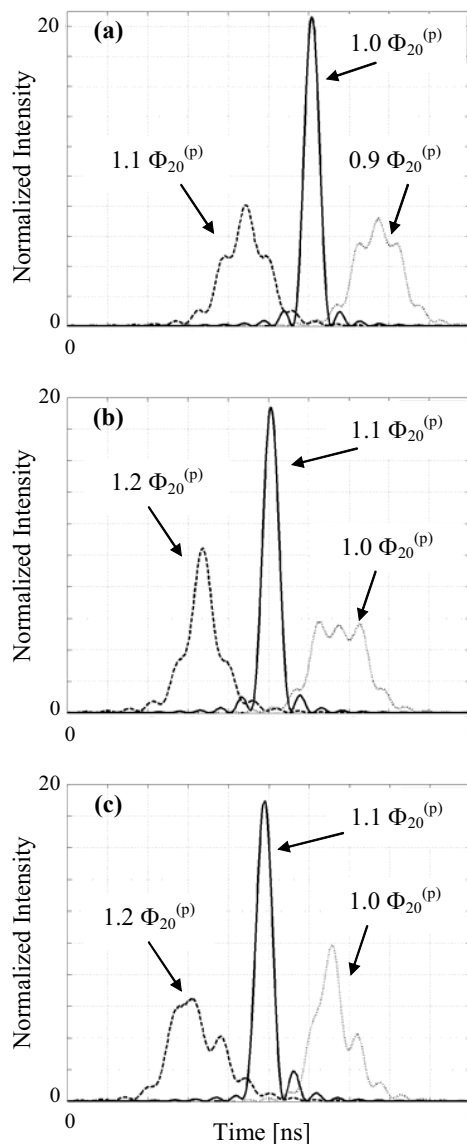 20
(a)
1.0 Φ20(p)
1.1 Φ20(p)
0.9 Φ20(p)
Normalized Intensity
0
0
20
(b)
1.1 Φ20(p)
1.2 Φ20(p)
1.0 Φ20(p)
Normalized Intensity
0
0
20
(c)
1.1 Φ20(p)
1.2 Φ20(p)
1.0 Φ20(p)
Normalized Intensity
0
0
Time [ns]